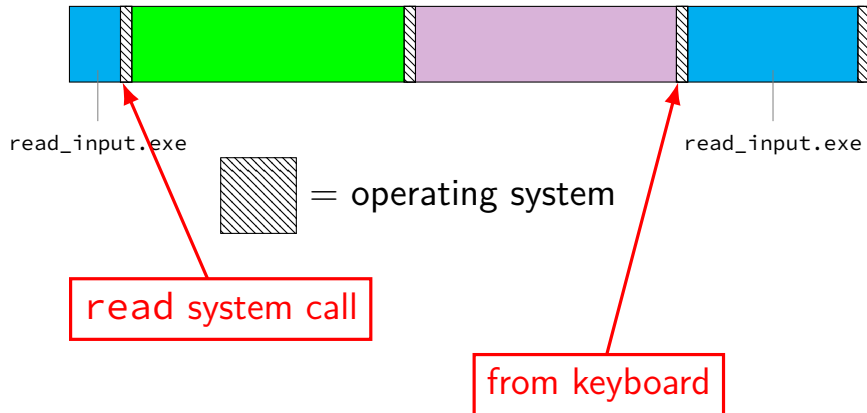 read_input.exe
read_input.exe
= operating system
read system call
from keyboard